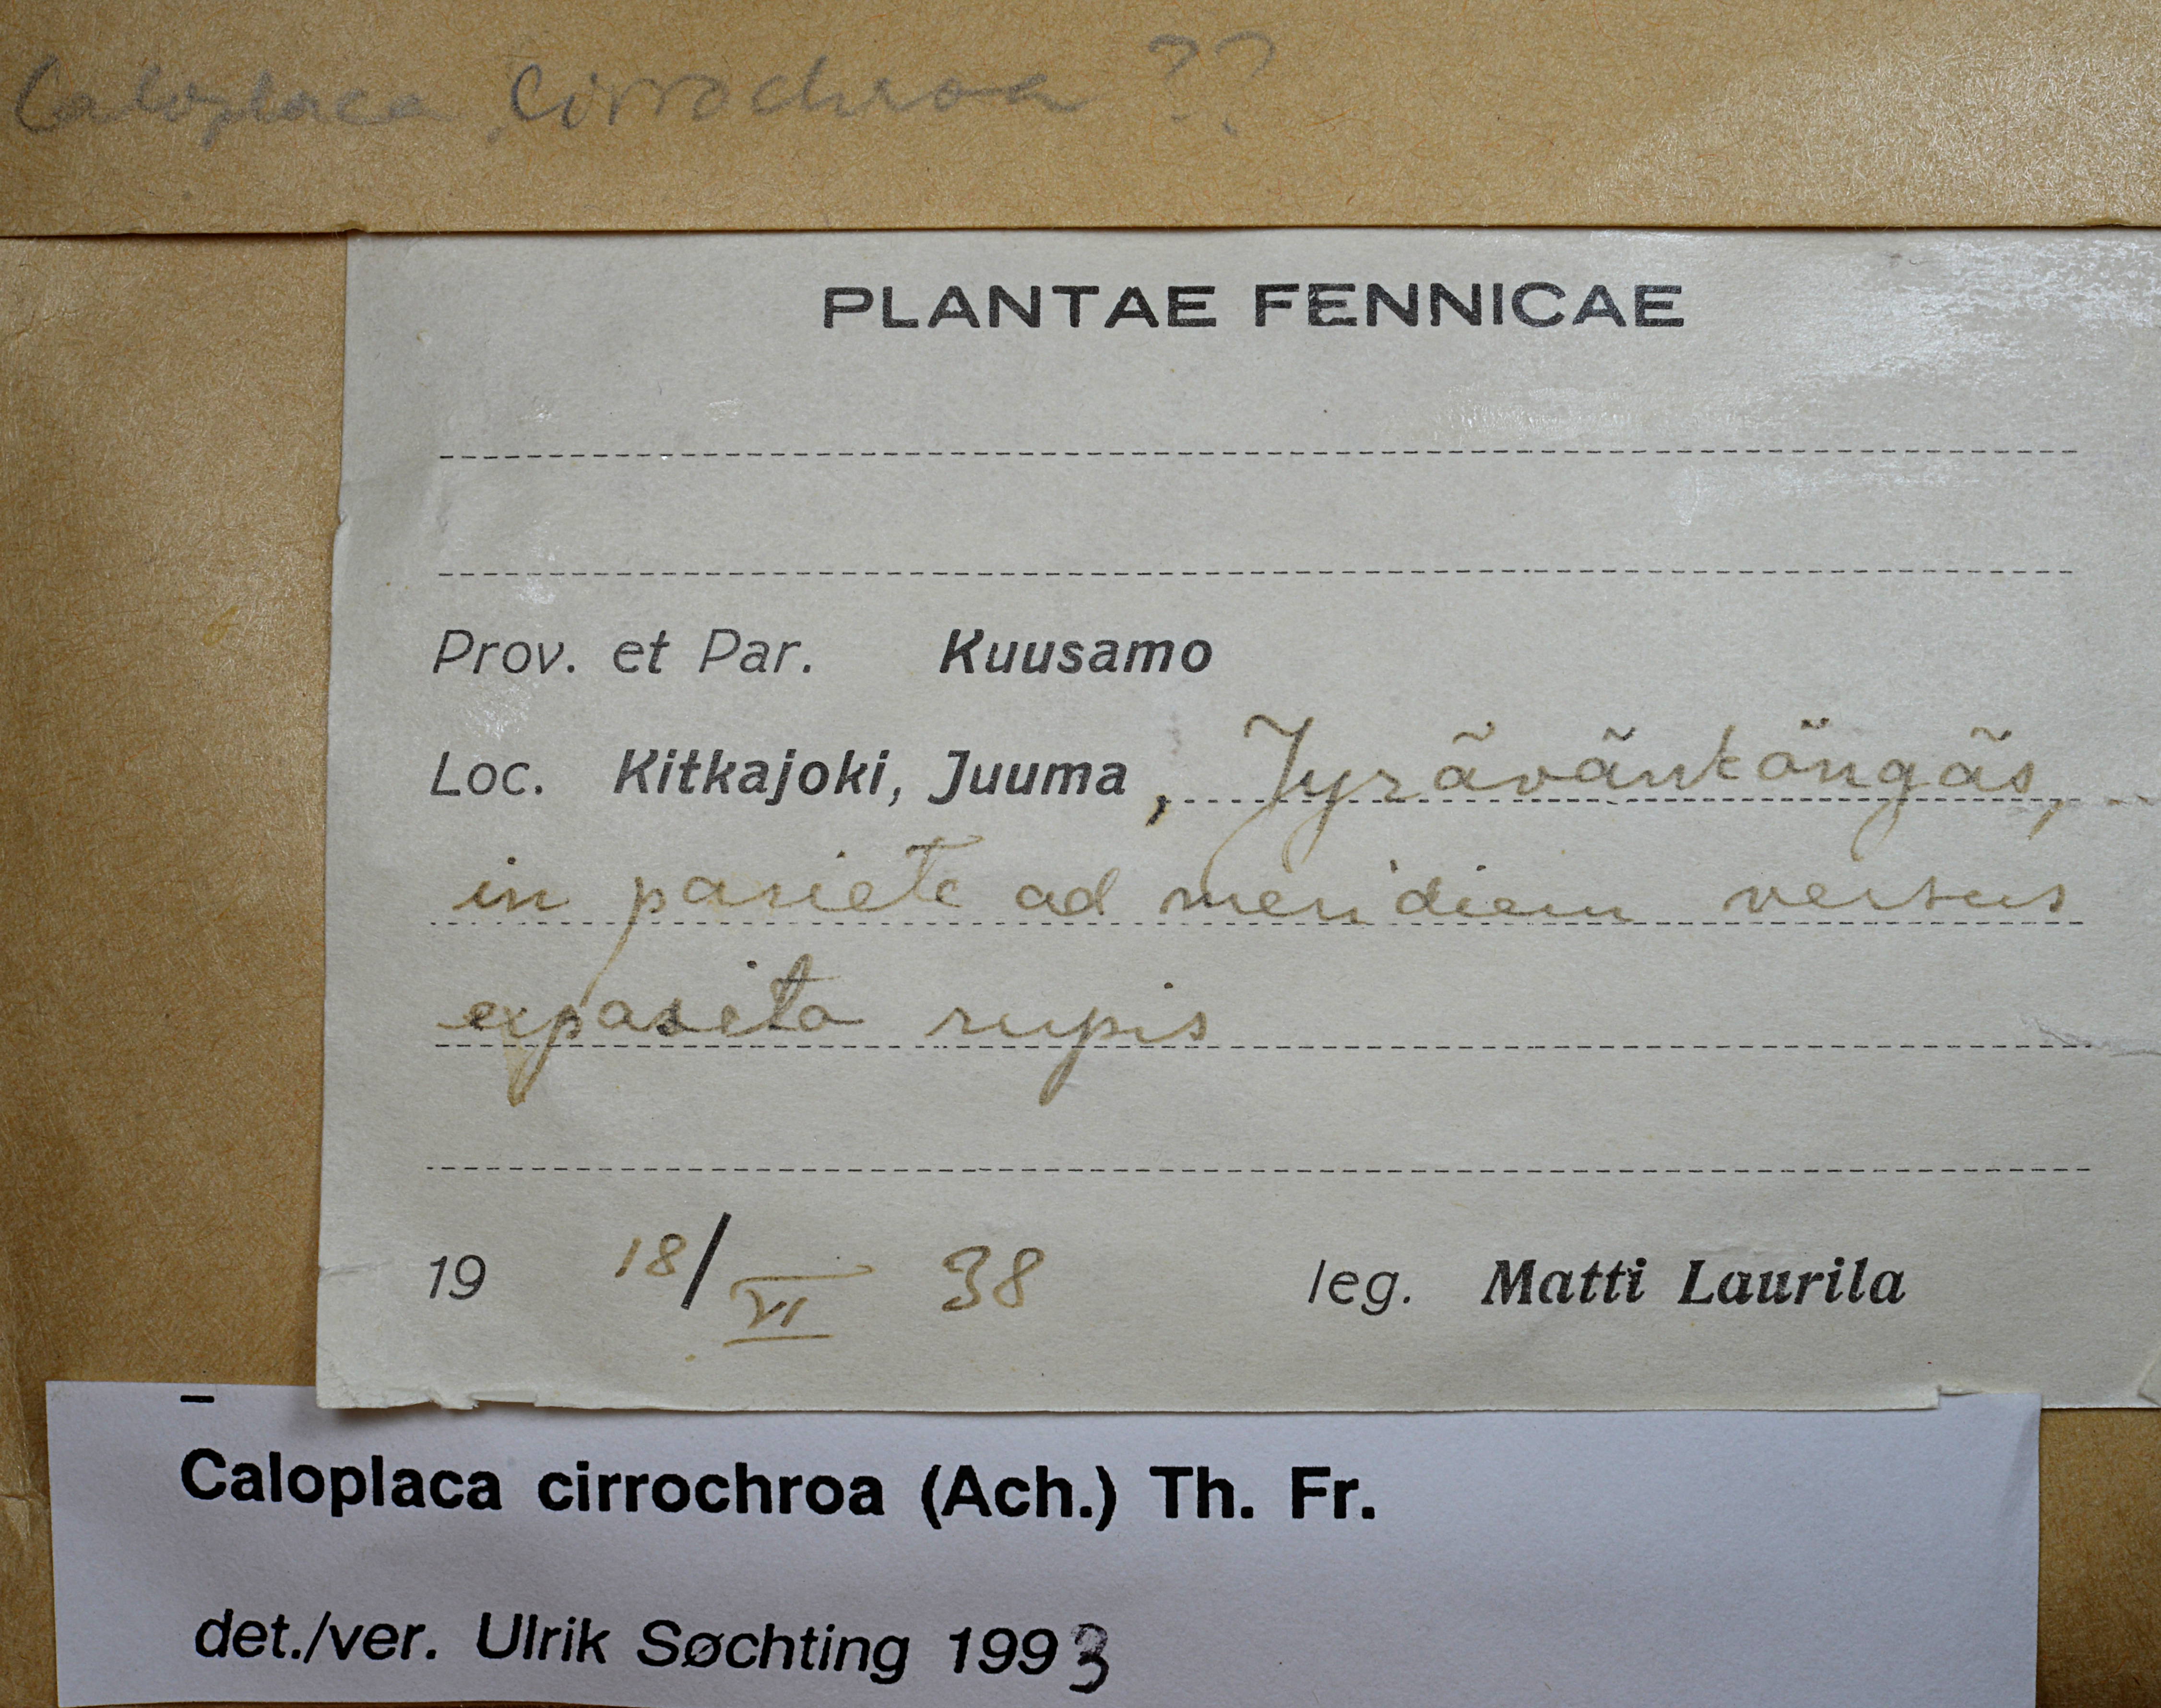 Caloplaca cirrochroa ??
PLANTAE FENNICAE
Prov. et Par. Kuusamo
Loc. Kitkajoki, Juuma, Jyräväntöngäs,
in pariete ad meridiem versus
exposita rupis
19 18/VI 38 leg. Matti Laurila
Caloplaca cirrochroa (Ach.) Th. Fr.
det./ver. Ulrik Søchting 1993